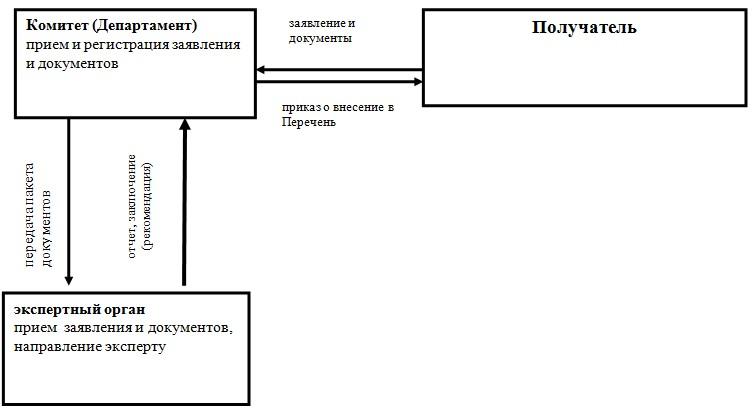 Комитет (Департамент)
прием и регистрация заявления
и документов
заявление и
документы
Получатель
приказ о внесение в
Перечень
передача пакета
документов
отчет, заключение
(рекомендация)
экспертный орган
прием заявления и документов,
направление эксперту